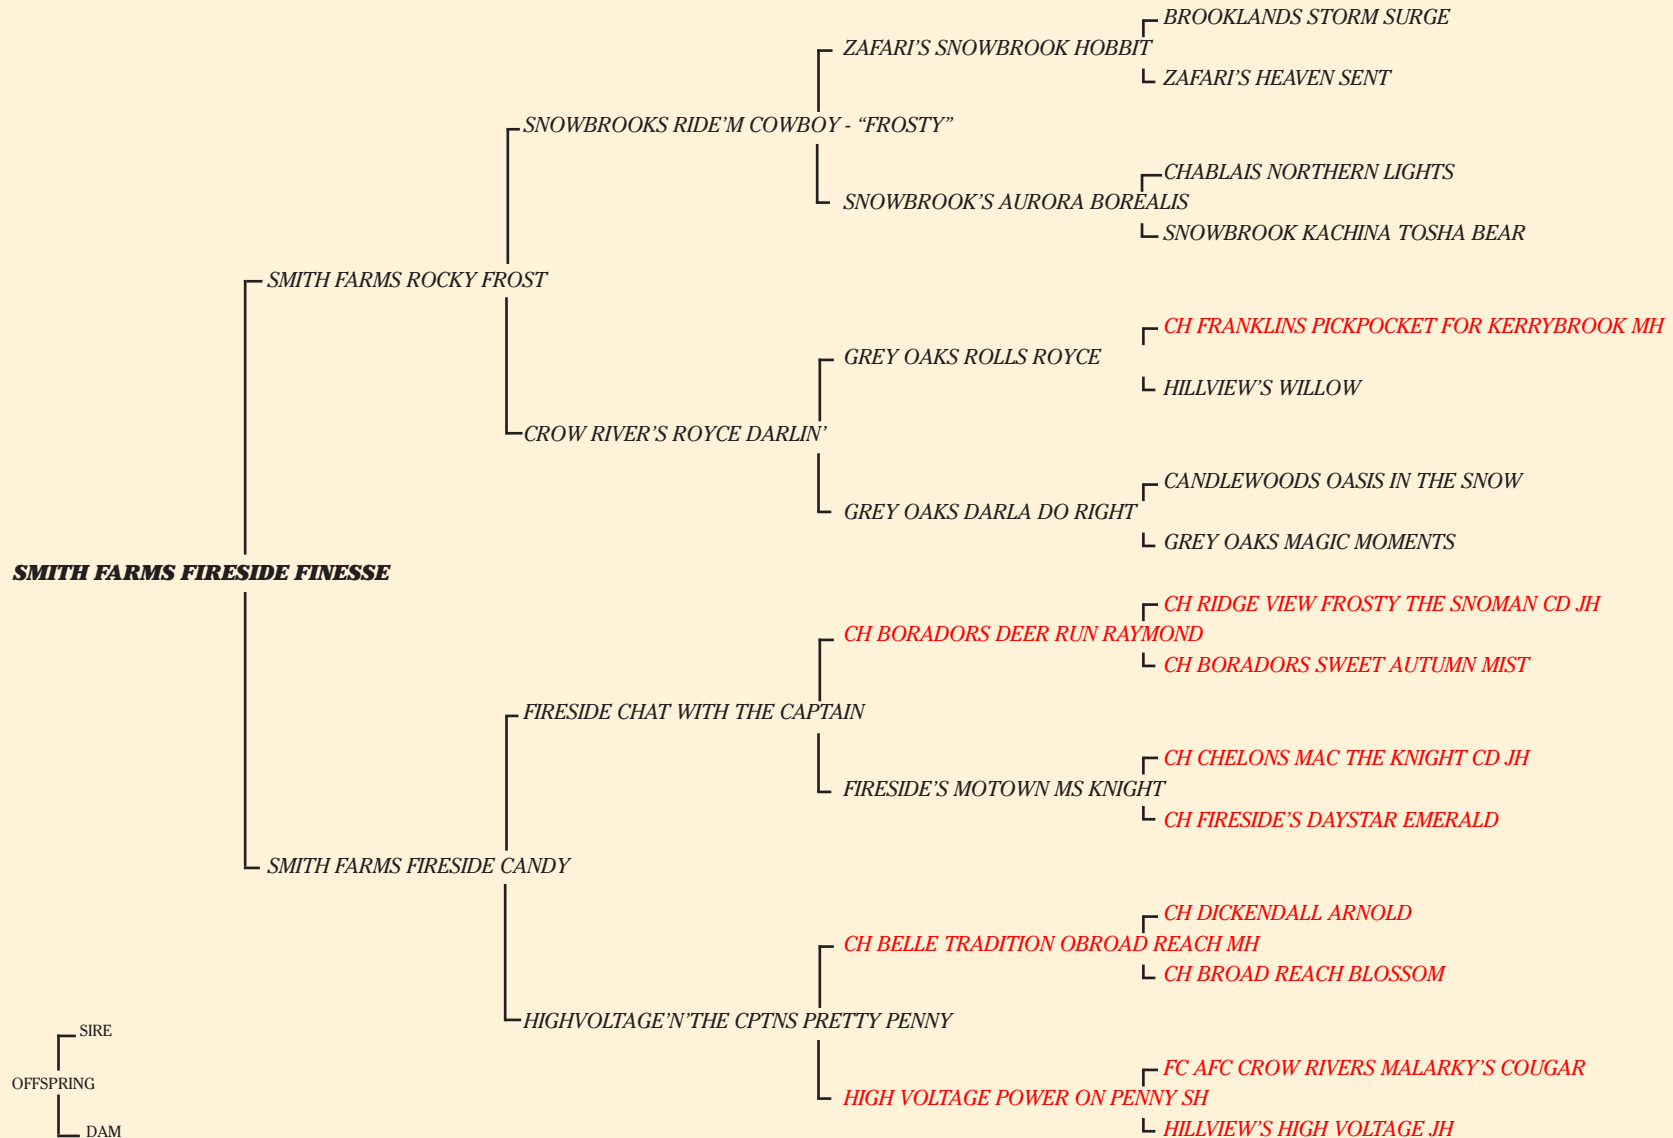 BROOKLANDS STORM SURGE
ZAFARI’S SNOWBROOK HOBBIT
ZAFARI’S HEAVEN SENT
SNOWBROOKS RIDE’M COWBOY - “FROSTY”
CHABLAIS NORTHERN LIGHTS
SNOWBROOK’S AURORA BOREALIS
SNOWBROOK KACHINA TOSHA BEAR
SMITH FARMS ROCKY FROST
CH FRANKLINS PICKPOCKET FOR KERRYBROOK MH
GREY OAKS ROLLS ROYCE
HILLVIEW’S WILLOW
CROW RIVER’S ROYCE DARLIN’
CANDLEWOODS OASIS IN THE SNOW
GREY OAKS DARLA DO RIGHT
GREY OAKS MAGIC MOMENTS
SMITH FARMS FIRESIDE FINESSE
CH RIDGE VIEW FROSTY THE SNOMAN CD JH
CH BORADORS DEER RUN RAYMOND
CH BORADORS SWEET AUTUMN MIST
FIRESIDE CHAT WITH THE CAPTAIN
CH CHELONS MAC THE KNIGHT CD JH
FIRESIDE’S MOTOWN MS KNIGHT
CH FIRESIDE’S DAYSTAR EMERALD
SMITH FARMS FIRESIDE CANDY
CH DICKENDALL ARNOLD
CH BELLE TRADITION OBROAD REACH MH
CH BROAD REACH BLOSSOM
HIGHVOLTAGE’N’THE CPTNS PRETTY PENNY
FC AFC CROW RIVERS MALARKY’S COUGAR
HIGH VOLTAGE POWER ON PENNY SH
HILLVIEW’S HIGH VOLTAGE JH
SIRE
OFFSPRING
DAM